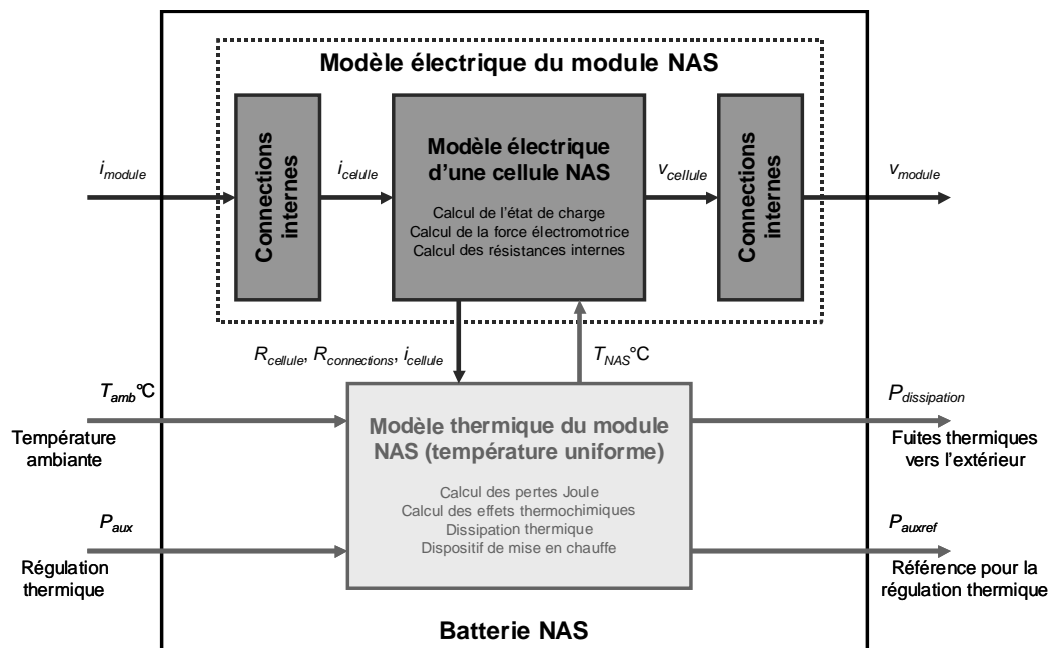 Modèle électrique du module NAS
Connections
internes
Modèle électrique
d'une cellule NAS
Calcul de l'état de charge
Calcul de la force électromotrice
Calcul des résistances internes
Connections
internes
i_module
i_celulle
v_cellule
v_module
R_cellule, R_connections, i_cellule
T_NAS°C
T_amb°C
Température
ambiante
P_aux
Régulation
thermique
Modèle thermique du module
NAS (température uniforme)
Calcul des pertes Joule
Calcul des effets thermochimiques
Dissipation thermique
Dispositif de mise en chauffe
P_dissipation
Fuites thermiques
vers l'extérieur
P_auxref
Référence pour la
régulation thermique
Batterie NAS